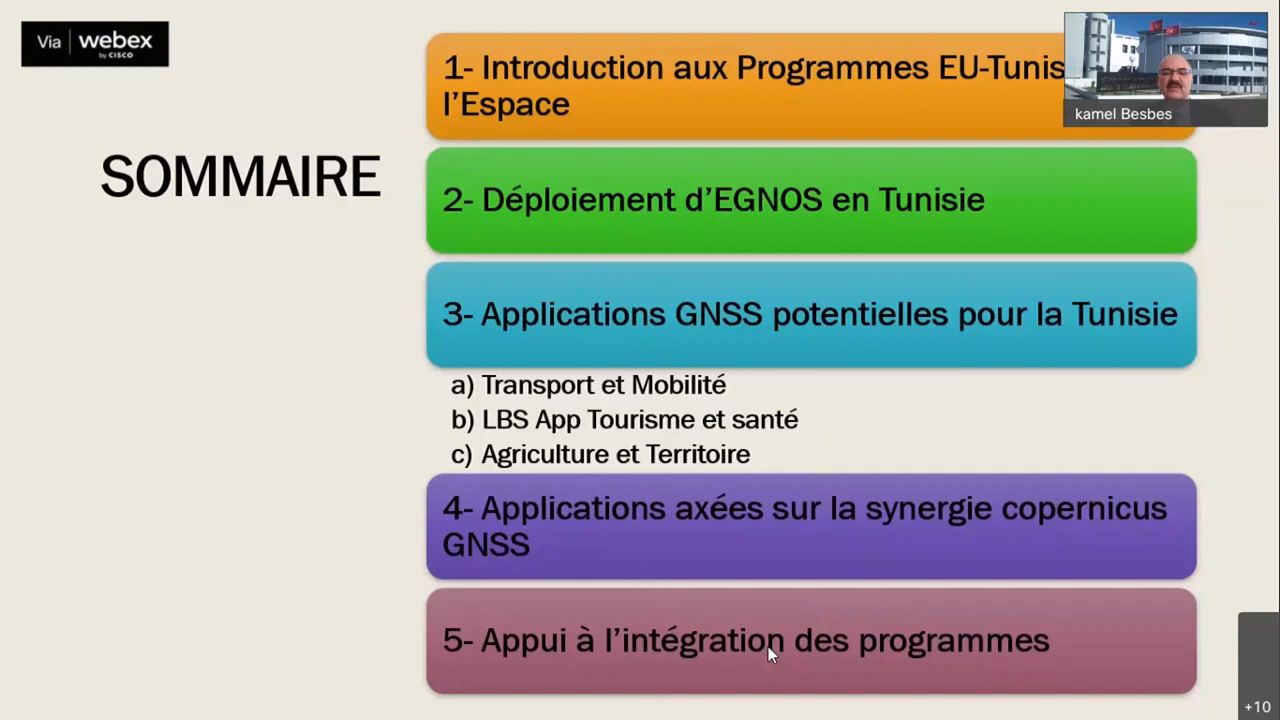 Via webex
by CISCO
SOMMAIRE
1- Introduction aux Programmes EU-Tunis
l’Espace
kamel Besbes
2- Déploiement d’EGNOS en Tunisie
3- Applications GNSS potentielles pour la Tunisie
a) Transport et Mobilité
b) LBS App Tourisme et santé
c) Agriculture et Territoire
4- Applications axées sur la synergie copernicus
GNSS
5- Appui à l’intégration des programmes
+10